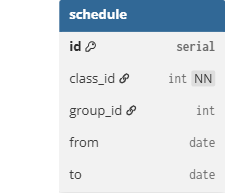 schedule
id serial
class_id int NN
group_id int
from date
to date